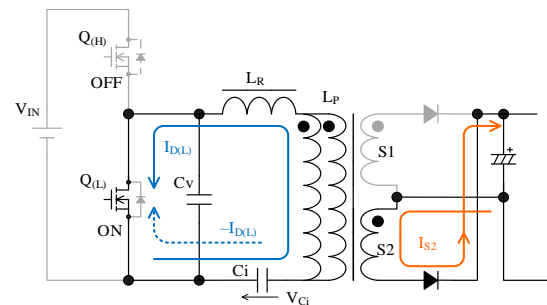 Q(H)
OFF
LR
LP
VIN
ID(L)
S1
Q(L)
Cv
ON
−ID(L)
S2
IS2
Ci
VCi
+